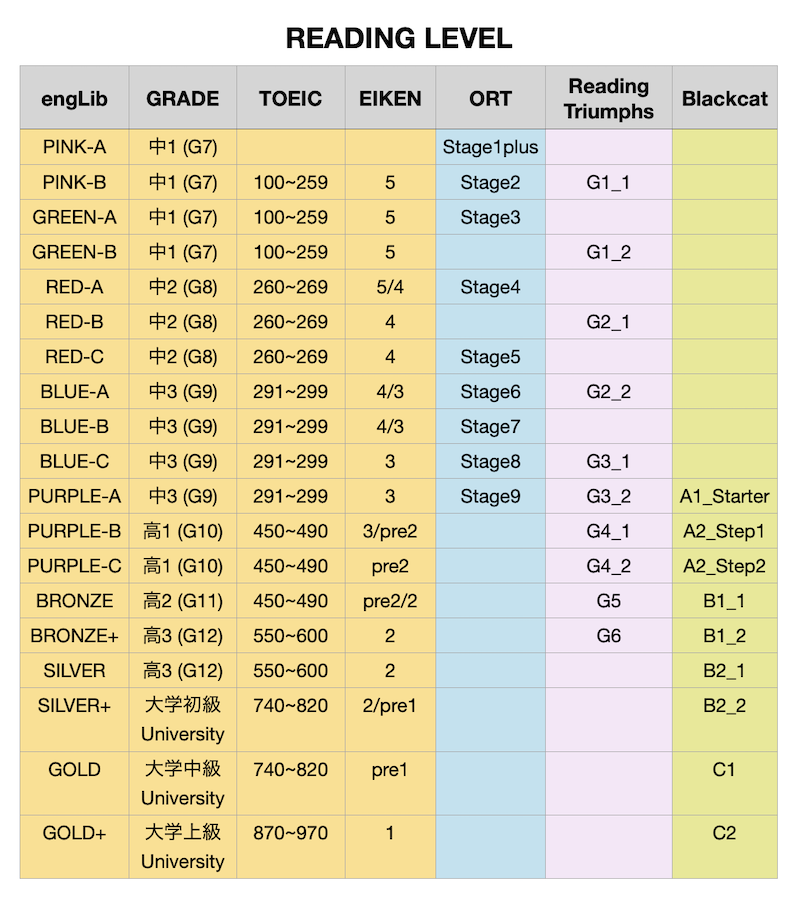 READING LEVEL
engLib GRADE TOEIC EIKEN ORT Reading Triumphs Blackcat
PINK-A 中1 (G7) Stage1plus
PINK-B 中1 (G7) 100~259 5 Stage2 G1_1
GREEN-A 中1 (G7) 100~259 5 Stage3
GREEN-B 中1 (G7) 100~259 5 G1_2
RED-A 中2 (G8) 260~269 5/4 Stage4
RED-B 中2 (G8) 260~269 4 G2_1
RED-C 中2 (G8) 260~269 4 Stage5
BLUE-A 中3 (G9) 291~299 4/3 Stage6 G2_2
BLUE-B 中3 (G9) 291~299 4/3 Stage7
BLUE-C 中3 (G9) 291~299 3 Stage8 G3_1
PURPLE-A 中3 (G9) 291~299 3 Stage9 G3_2 A1_Starter
PURPLE-B 高1 (G10) 450~490 3/pre2 G4_1 A2_Step1
PURPLE-C 高1 (G10) 450~490 pre2 G4_2 A2_Step2
BRONZE 高2 (G11) 450~490 pre2/2 G5 B1_1
BRONZE+ 高3 (G12) 550~600 2 G6 B1_2
SILVER 高3 (G12) 550~600 2 B2_1
SILVER+ 大学初級 740~820 2/pre1 B2_2
University
GOLD 大学中級 740~820 pre1 C1
University
GOLD+ 大学上級 870~970 1 C2
University